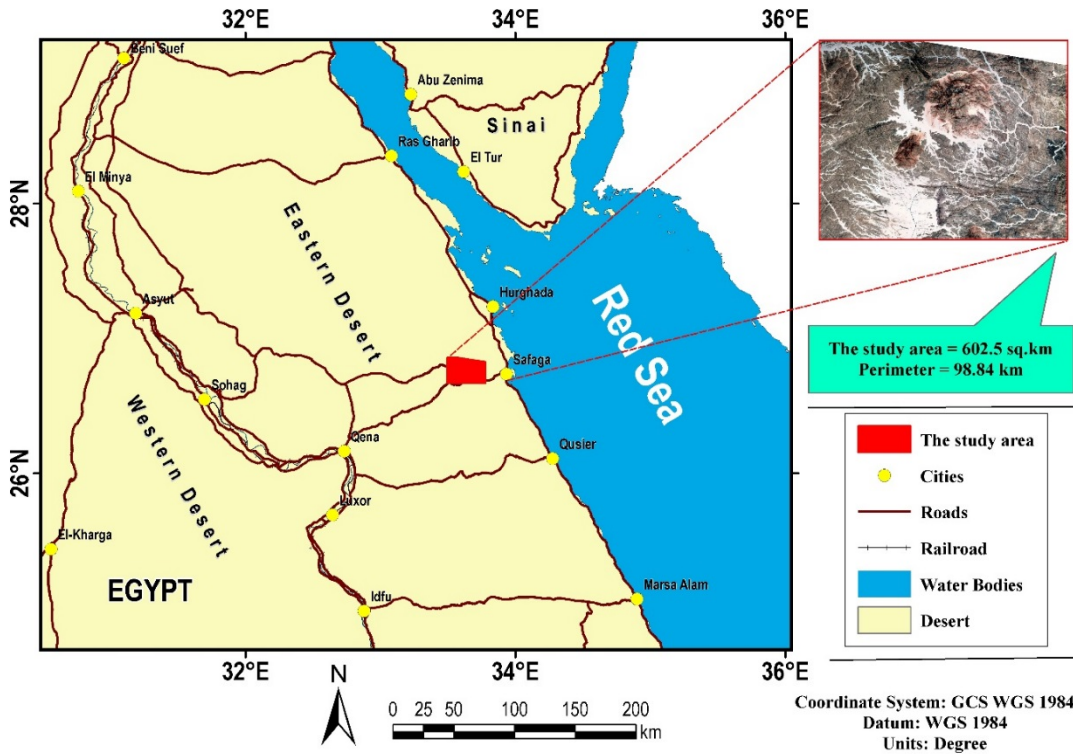 32°E 34°E 36°E
Beni Suef
Abu Zenima
Sinai
Ras Gharib
El Tur
28°N
El Minya
Eastern Desert
Hurghada
Asyut
Red Sea
Safaga
The study area = 602.5 sq.km
Perimeter = 98.84 km
Sohag
Western Desert
Qena
Qusier
26°N
Luxor
El-Kharga
EGYPT
Idfu
Marsa Alam
The study area
Cities
Roads
Railroad
Water Bodies
Desert
32°E 34°E 36°E
N
0 25 50 100 150 200
km
Coordinate System: GCS WGS 1984
Datum: WGS 1984
Units: Degree